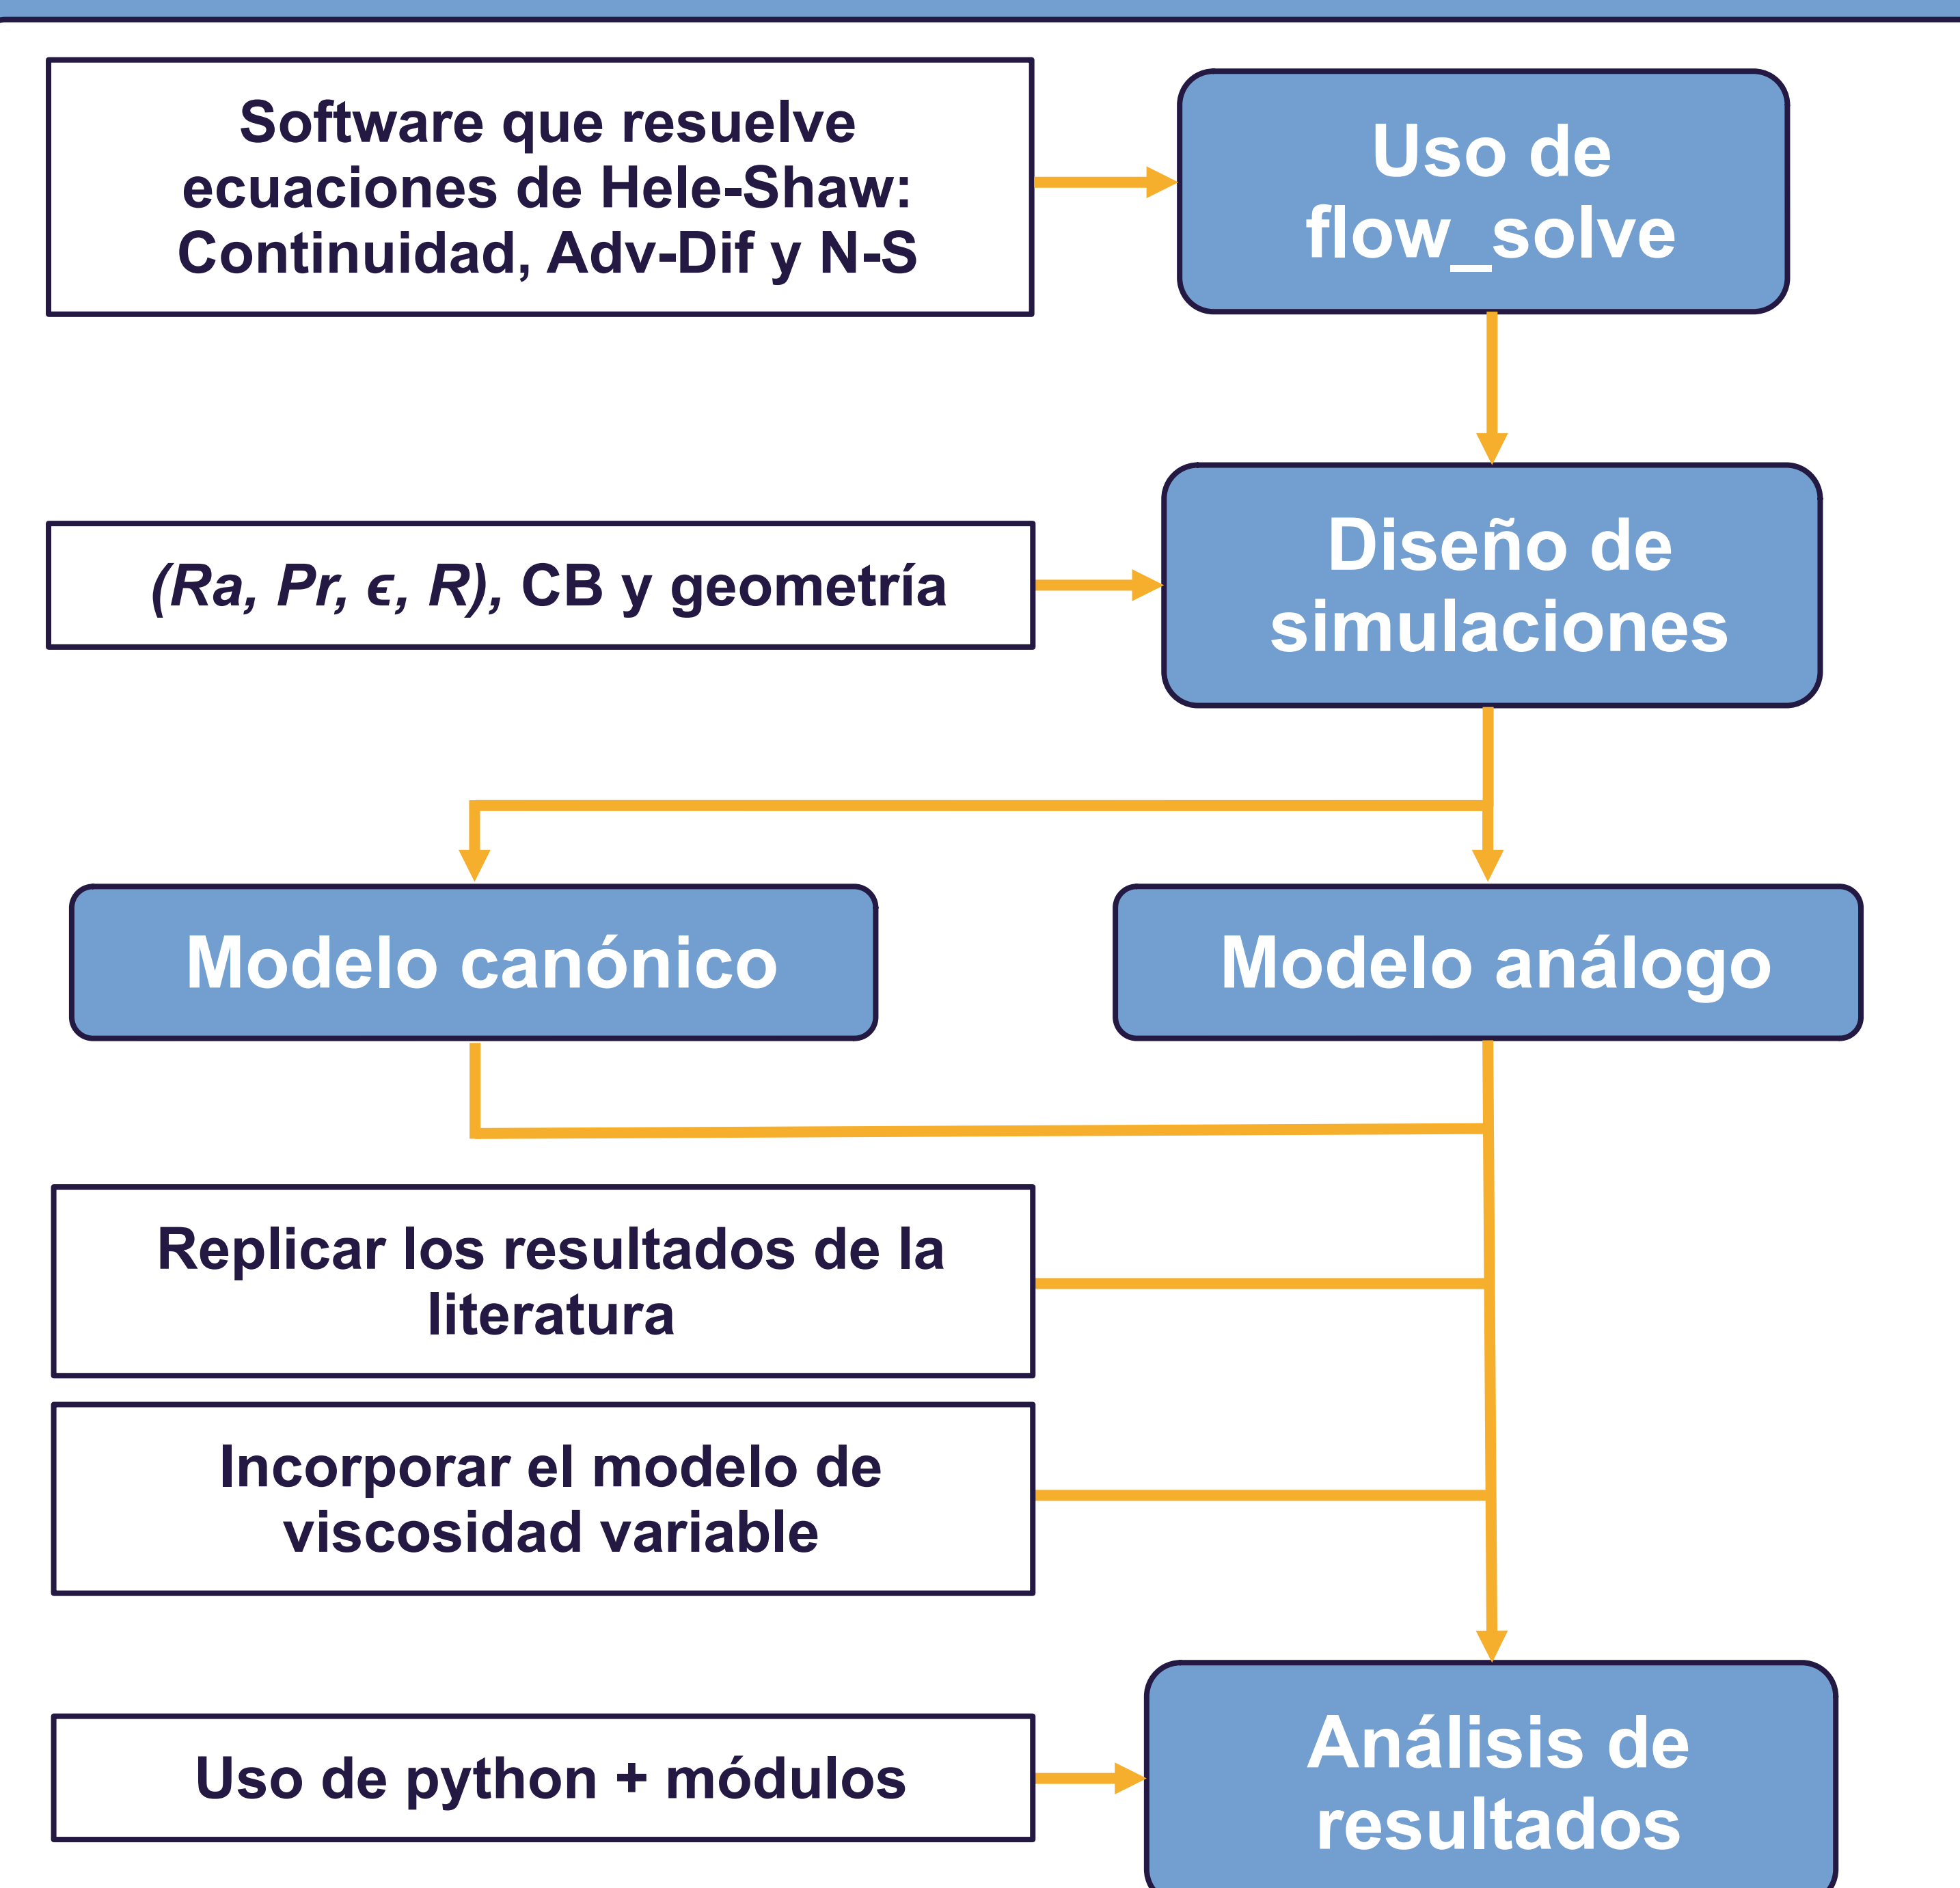 Software que resuelve
ecuaciones de Hele-Shaw:
Continuidad, Adv-Dif y N-S
Uso de
flow_solve
(Ra, Pr, ϵ, R), CB y geometría
Diseño de
simulaciones
Modelo canónico
Modelo análogo
Replicar los resultados de la
literatura
Incorporar el modelo de
viscosidad variable
Uso de python + módulos
Análisis de
resultados